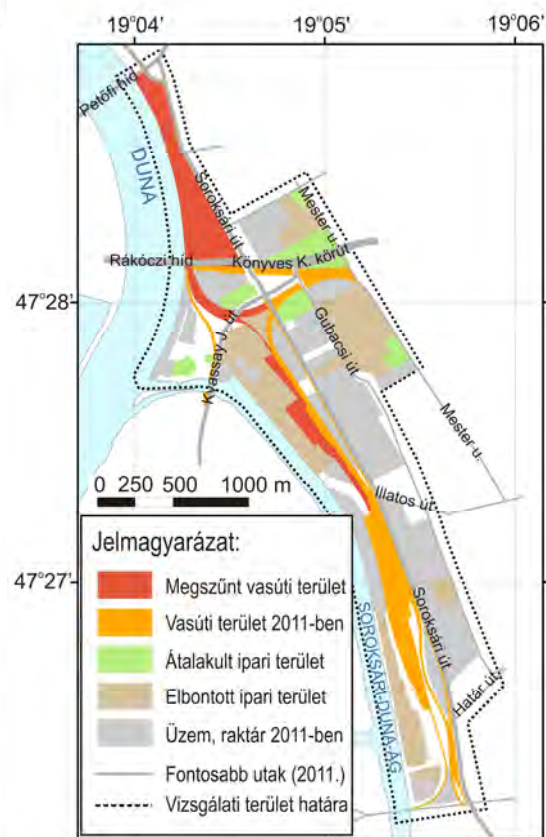 19°04' 19°05' 19°06'
Petőfi híd
DUNA
Soroksári út
Mester u.
Rákóczi híd
Könyves K. körút
47°28'
Kvassay J. út
Gubacsi út
Mester u.
0 250 500 1000 m
Illatos út
Jelmagyarázat:
47°27'
Megszűnt vasúti terület
Vasúti terület 2011-ben
Átalakult ipari terület
Elbontott ipari terület
Üzem, raktár 2011-ben
Fontosabb utak (2011.)
Vizsgálati terület határa
SOROKSÁRI-DUNA-ÁG
Soroksári út
Határ út